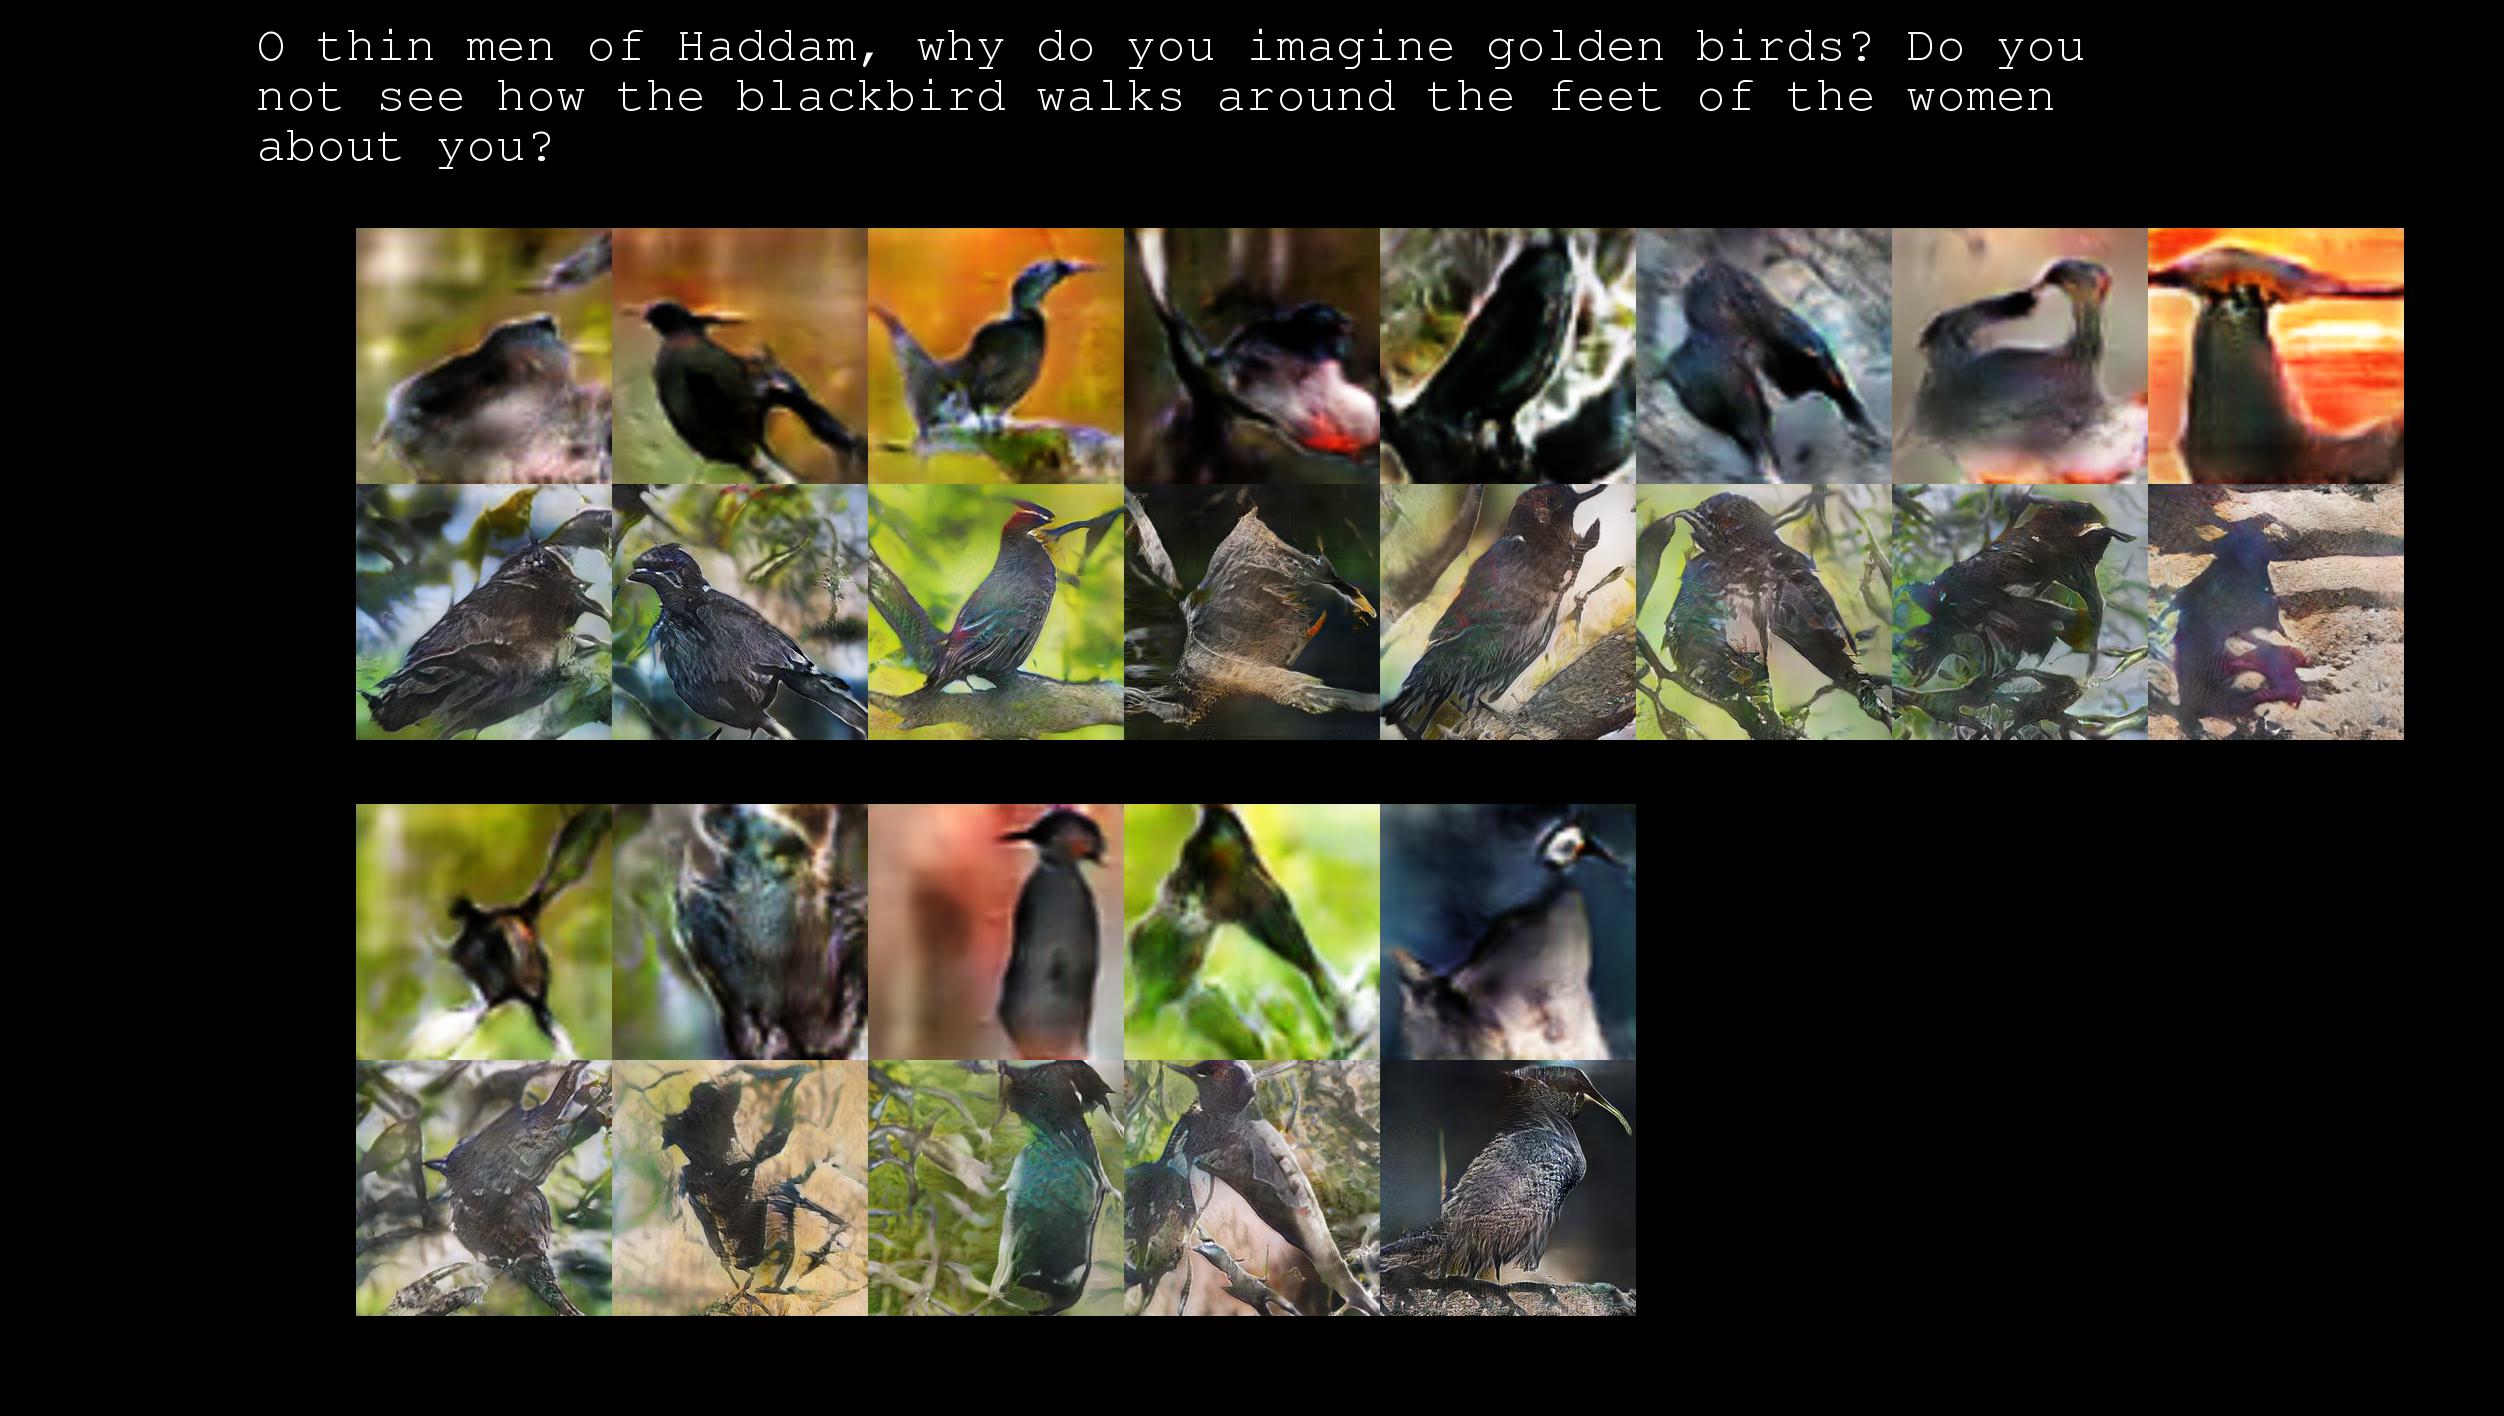 O thin men of Haddam, why do you imagine golden birds? Do you
not see how the blackbird walks around the feet of the women
about you?